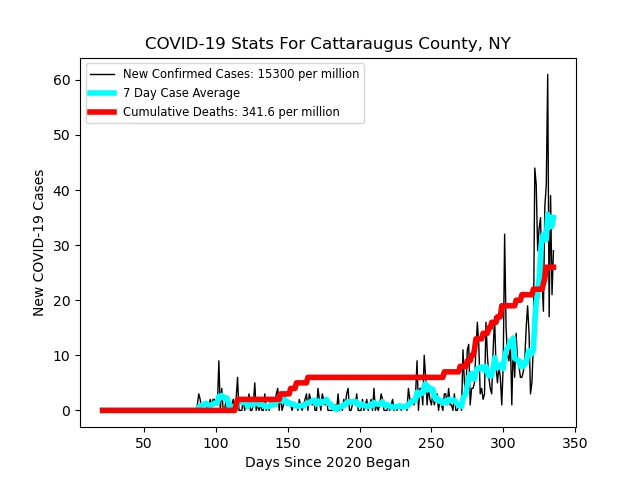 COVID-19 Stats For Cattaraugus County, NY
New Confirmed Cases: 15300 per million
7 Day Case Average
Cumulative Deaths: 341.6 per million
New COVID-19 Cases
60
50
40
30
20
10
0
50 100 150 200 250 300 350
Days Since 2020 Began